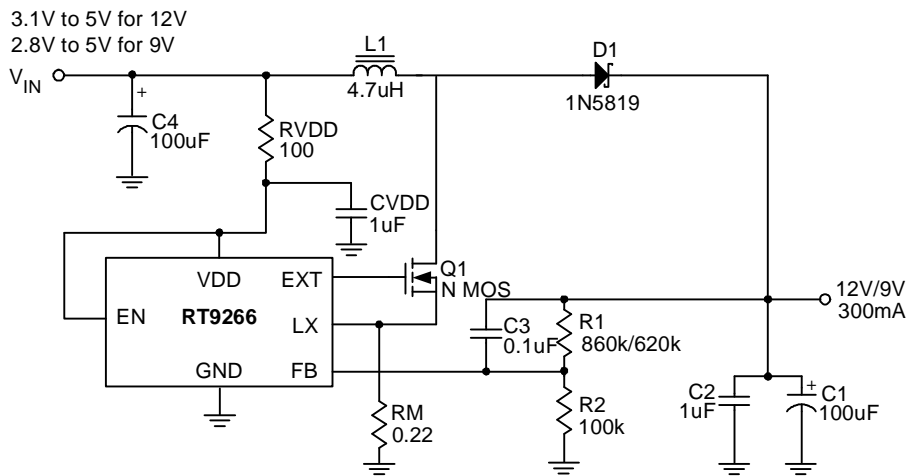 3.1V to 5V for 12V
2.8V to 5V for 9V
VIN
L1
4.7uH
D1
1N5819
+
C4
100uF
RVDD
100
CVDD
1uF
VDD
EXT
Q1
N MOS
EN
RT9266
LX
GND
FB
C3
0.1uF
R1
860k/620k
12V/9V
300mA
RM
0.22
R2
100k
C2
1uF
+
C1
100uF